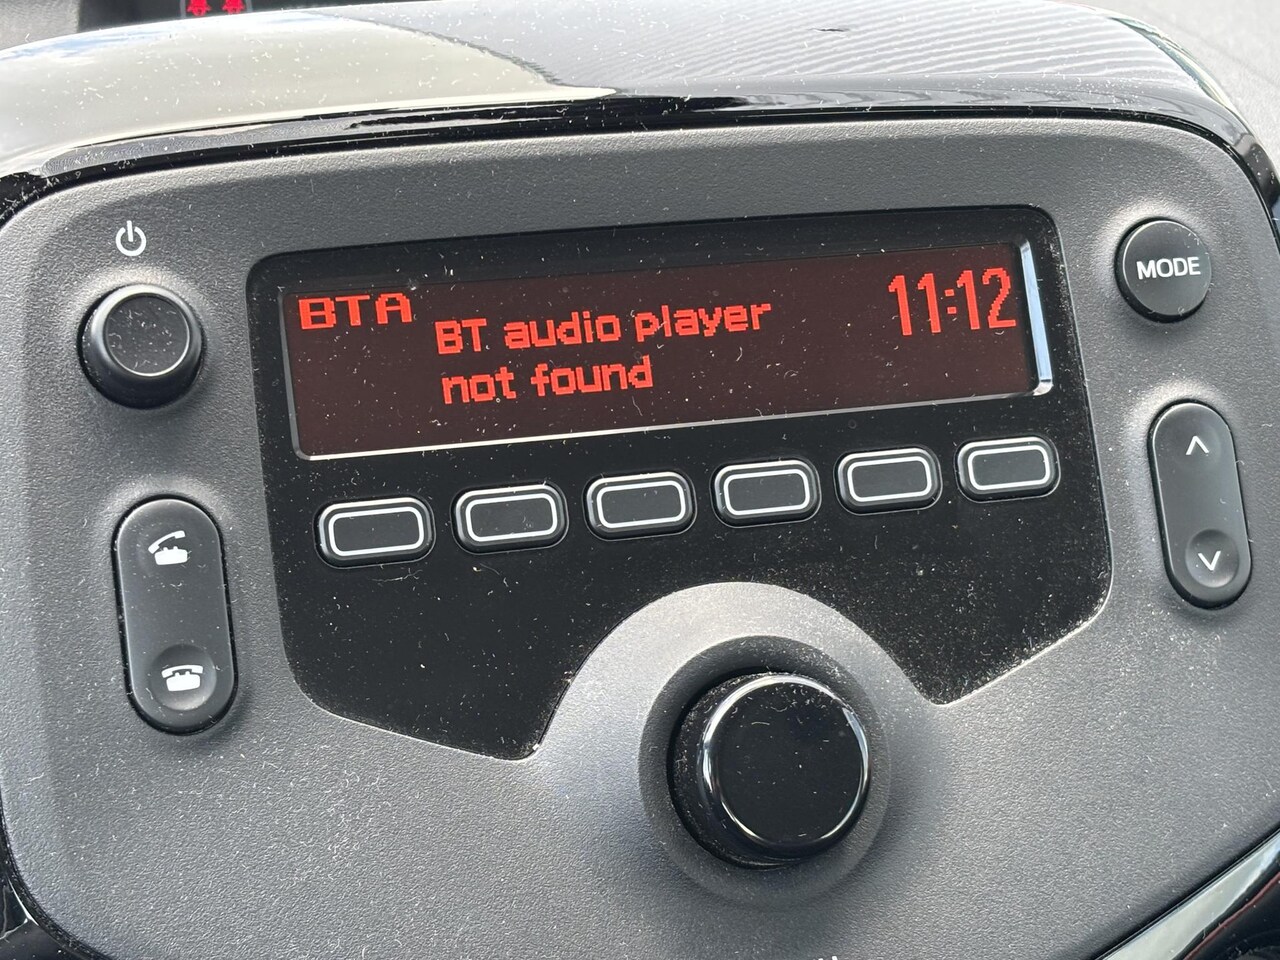 BTA
BT audio player
not found
11:12
MODE